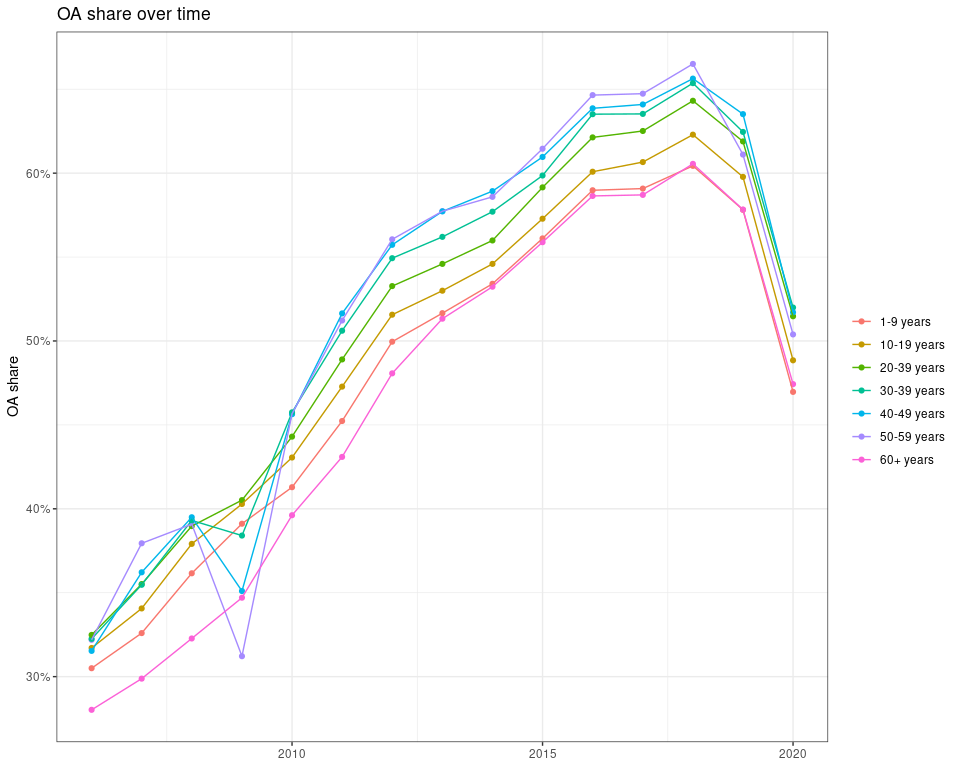 OA share over time
OA share
60%
50%
40%
30%
2010
2015
2020
1-9 years
10-19 years
20-39 years
30-39 years
40-49 years
50-59 years
60+ years